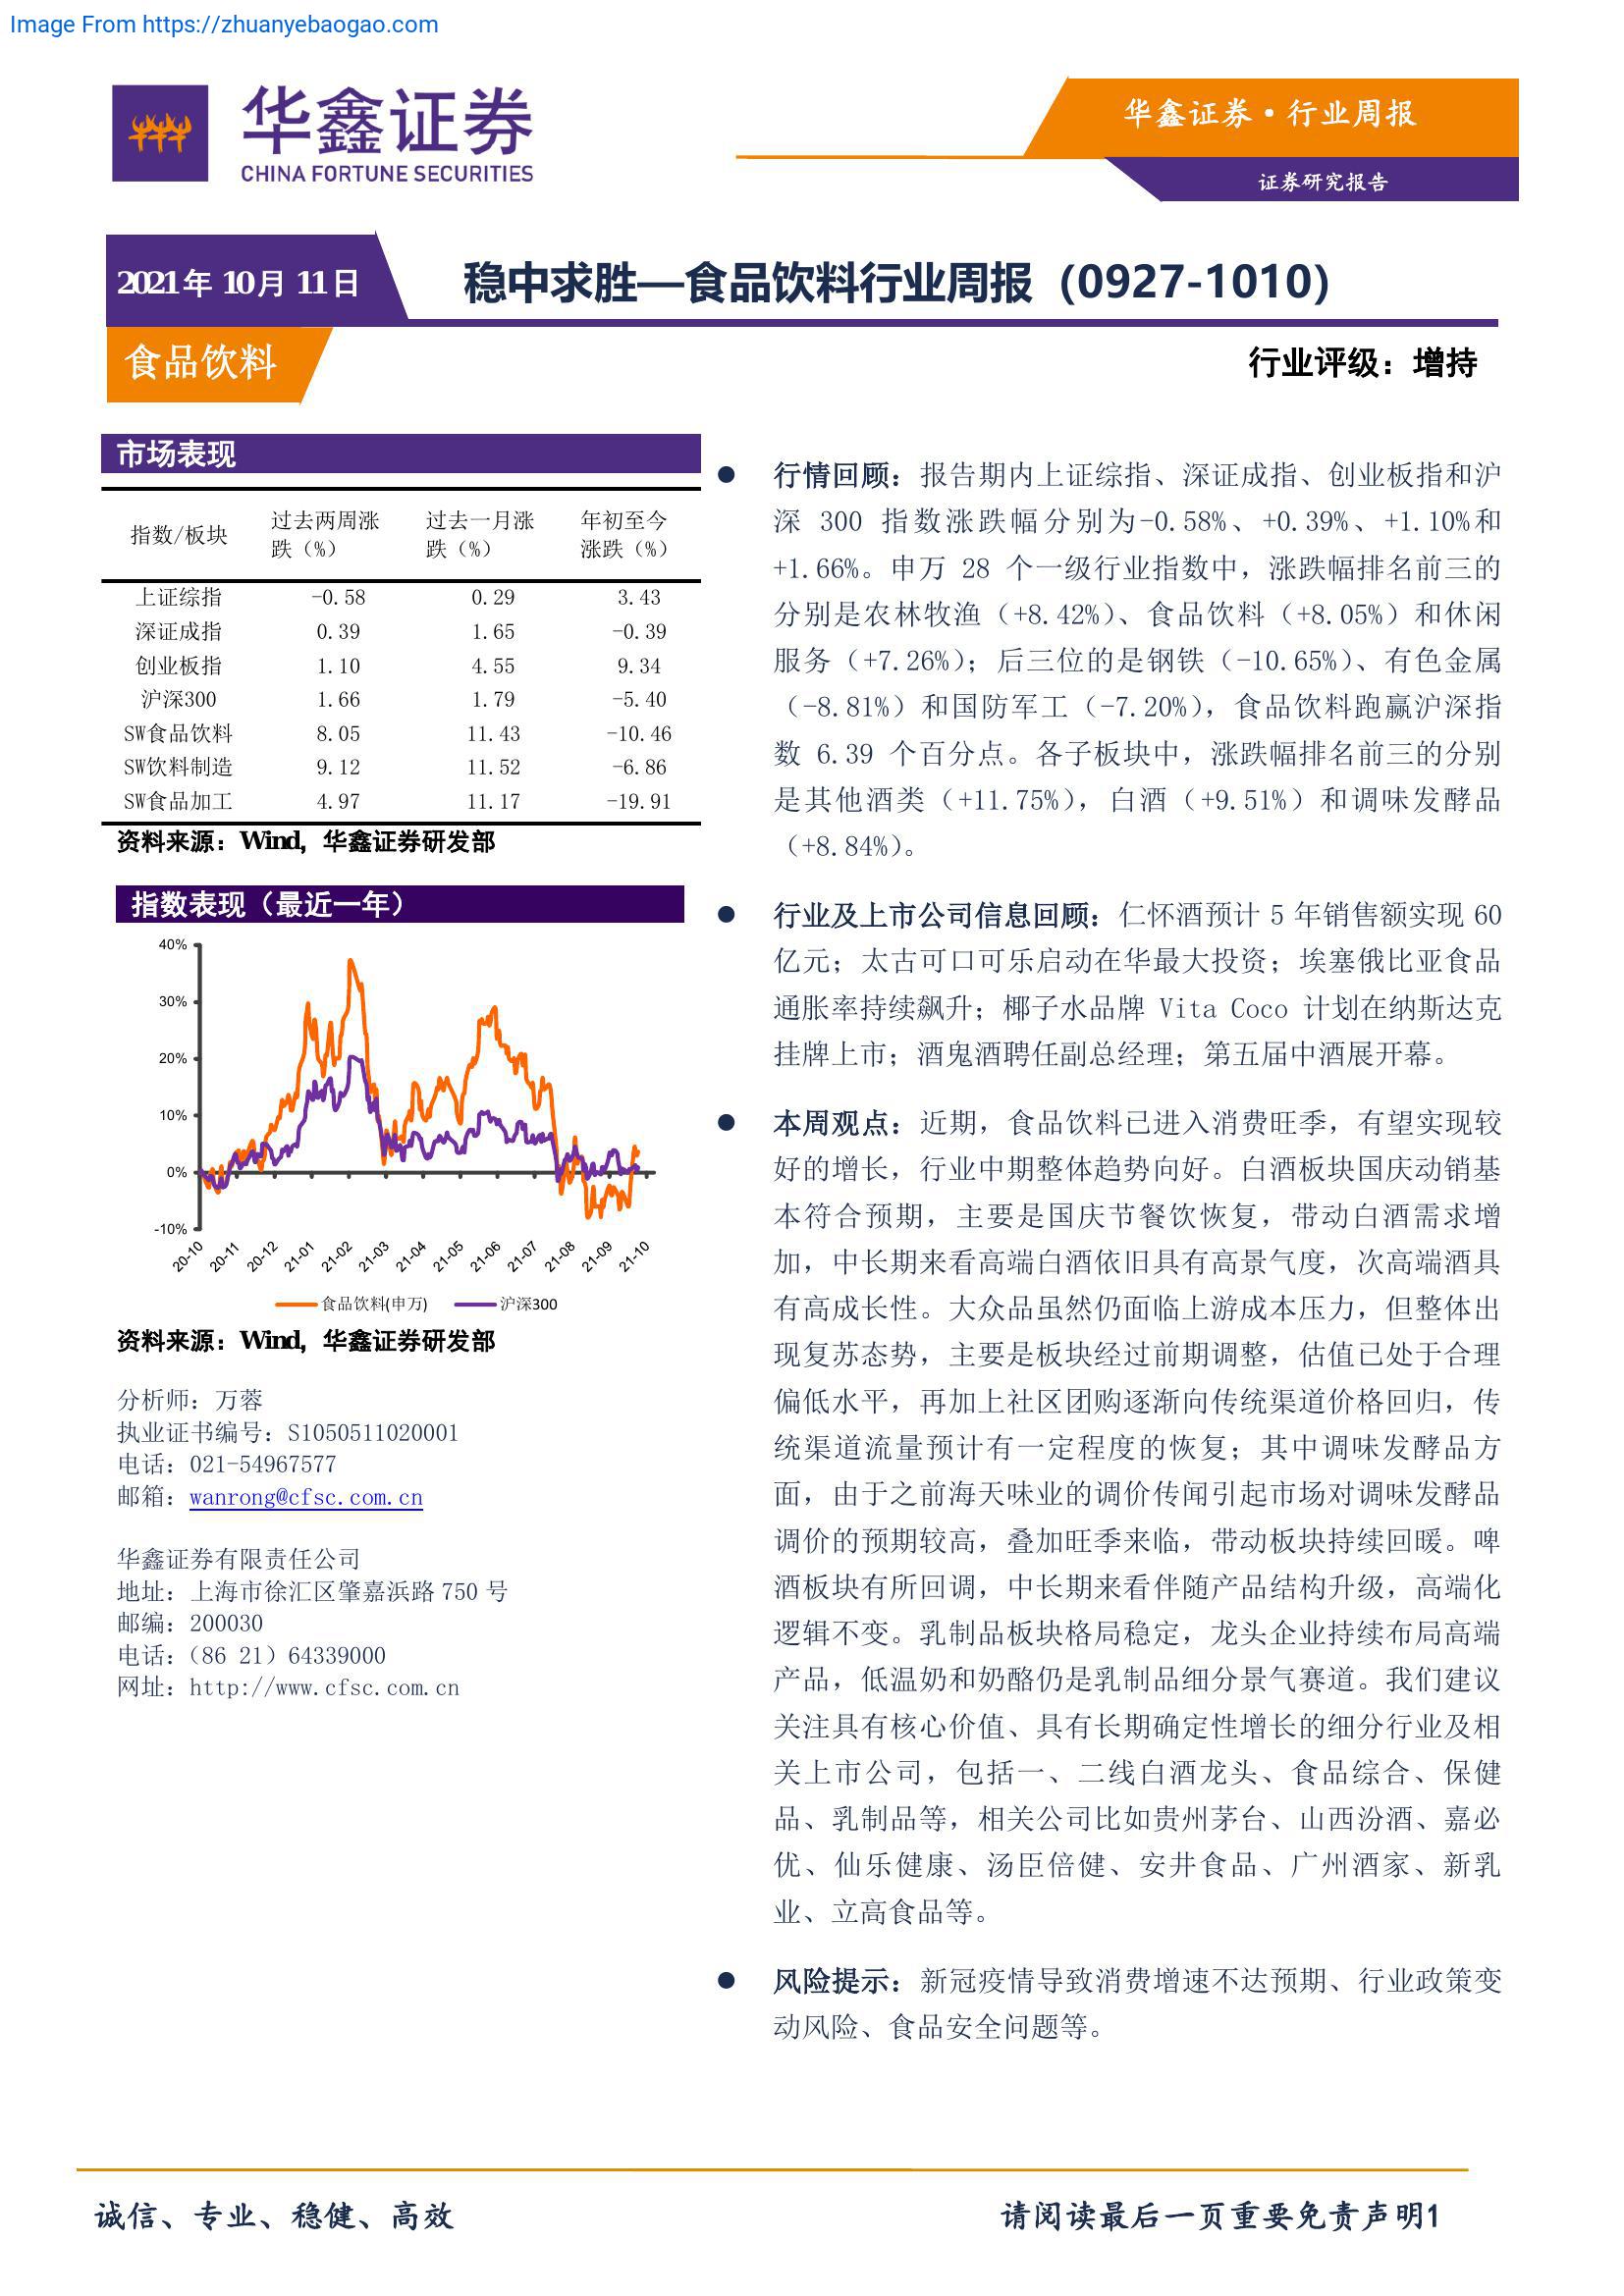 Image From https://zhuanyebaogao.com
华鑫证券
CHINA FORTUNE SECURITIES
华鑫证券·行业周报
证券研究报告
2021年 10月 11日
稳中求胜—食品饮料行业周报（0927-1010）
食品饮料
行业评级：增持
市场表现
指数/板块 过去两周涨跌（%） 过去一月涨跌（%） 年初至今涨跌（%）
上证综指 -0.58 0.29 3.43
深证成指 0.39 1.65 -0.39
创业板指 1.10 4.55 9.34
沪深300 1.66 1.79 -5.40
SW食品饮料 8.05 11.43 -10.46
SW饮料制造 9.12 11.52 -6.86
SW食品加工 4.97 11.17 -19.91
资料来源：Wind，华鑫证券研发部
指数表现（最近一年）
40%
30%
20%
10%
0%
-10%
20-10 20-11 20-12 21-01 21-02 21-03 21-04 21-05 21-06 21-07 21-08 21-09 21-10
食品饮料(申万) 沪深300
资料来源：Wind，华鑫证券研发部
分析师：万蓉
执业证书编号：S1050511020001
电话：021-54967577
邮箱：wanrong@cfsc.com.cn
华鑫证券有限责任公司
地址：上海市徐汇区肇嘉浜路 750 号
邮编：200030
电话：（86 21）64339000
网址：http://www.cfsc.com.cn
● 行情回顾：报告期内上证综指、深证成指、创业板指和沪
深 300 指数涨跌幅分别为-0.58%、+0.39%、+1.10%和
+1.66%。申万 28 个一级行业指数中，涨跌幅排名前三的
分别是农林牧渔（+8.42%）、食品饮料（+8.05%）和休闲
服务（+7.26%）；后三位的是钢铁（-10.65%）、有色金属
（-8.81%）和国防军工（-7.20%），食品饮料跑赢沪深指
数 6.39 个百分点。各子板块中，涨跌幅排名前三的分别
是其他酒类（+11.75%），白酒（+9.51%）和调味发酵品
（+8.84%）。
● 行业及上市公司信息回顾：仁怀酒预计 5 年销售额实现 60
亿元；太古可口可乐启动在华最大投资；埃塞俄比亚食品
通胀率持续飙升；椰子水品牌 Vita Coco 计划在纳斯达克
挂牌上市；酒鬼酒聘任副总经理；第五届中酒展开幕。
● 本周观点：近期，食品饮料已进入消费旺季，有望实现较
好的增长，行业中期整体趋势向好。白酒板块国庆动销基
本符合预期，主要是国庆节餐饮恢复，带动白酒需求增
加，中长期来看高端白酒依旧具有高景气度，次高端酒具
有高成长性。大众品虽然仍面临上游成本压力，但整体出
现复苏态势，主要是板块经过前期调整，估值已处于合理
偏低水平，再加上社区团购逐渐向传统渠道价格回归，传
统渠道流量预计有一定程度的恢复；其中调味发酵品方
面，由于之前海天味业的调价传闻引起市场对调味发酵品
调价的预期较高，叠加旺季来临，带动板块持续回暖。啤
酒板块有所回调，中长期来看伴随产品结构升级，高端化
逻辑不变。乳制品板块格局稳定，龙头企业持续布局高端
产品，低温奶和奶酪仍是乳制品细分景气赛道。我们建议
关注具有核心价值、具有长期确定性增长的细分行业及相
关上市公司，包括一、二线白酒龙头、食品综合、保健
品、乳制品等，相关公司比如贵州茅台、山西汾酒、嘉必
优、仙乐健康、汤臣倍健、安井食品、广州酒家、新乳
业、立高食品等。
● 风险提示：新冠疫情导致消费增速不达预期、行业政策变
动风险、食品安全问题等。
诚信、专业、稳健、高效
请阅读最后一页重要免责声明1